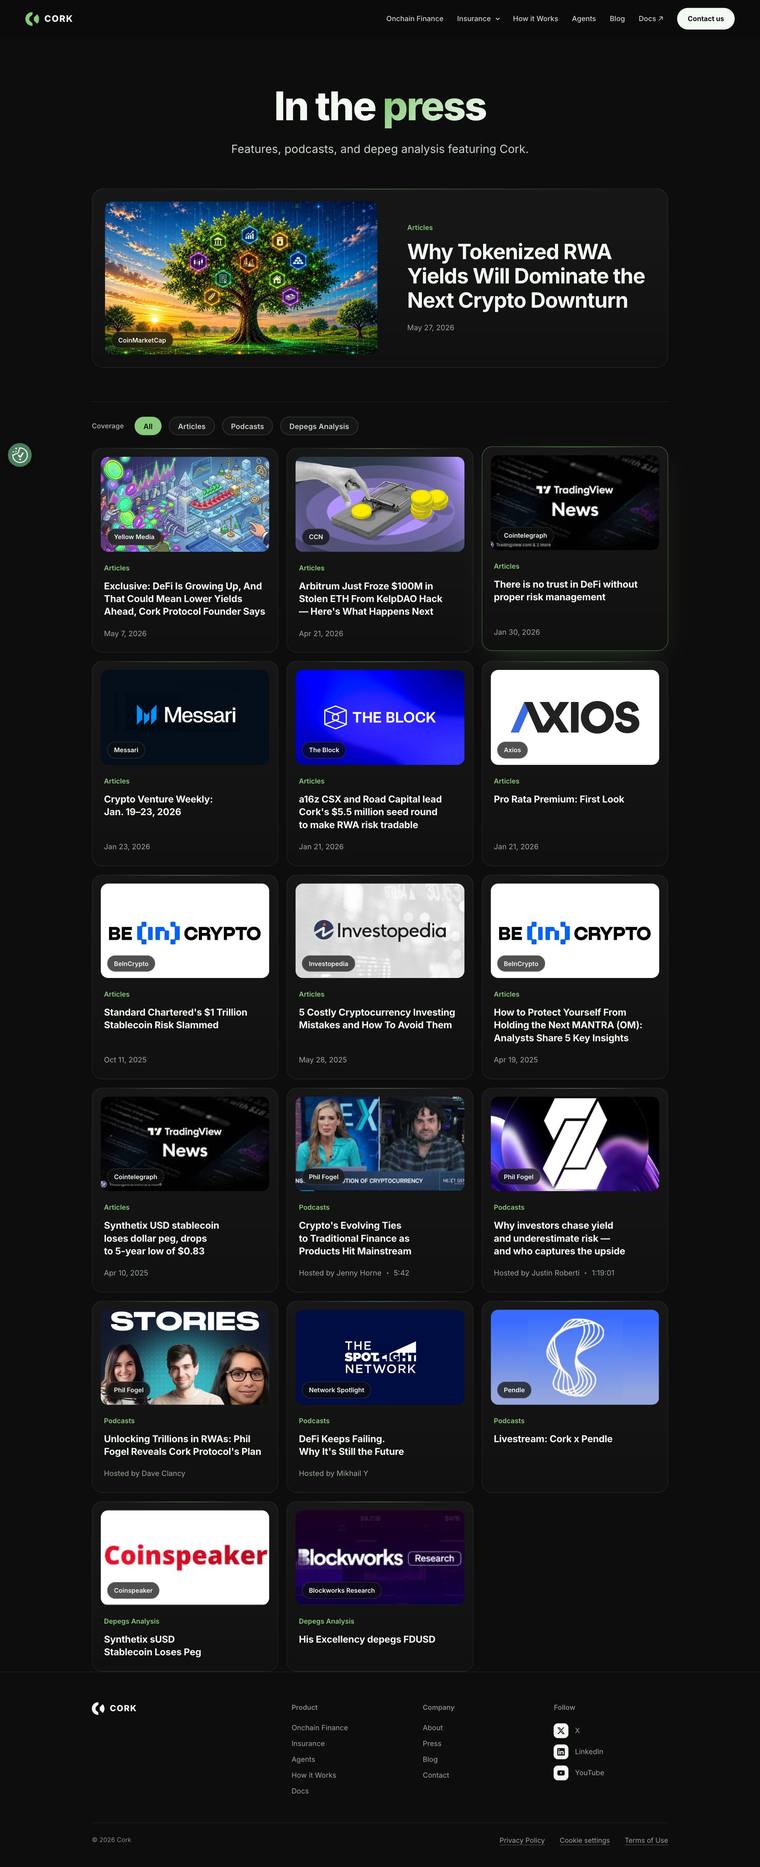 CORK
Onchain Finance
Insurance
How it Works
Agents
Blog
Docs ↗
Contact us
In the press
Features, podcasts, and depeg analysis featuring Cork.
CoinMarketCap
Articles
Why Tokenized RWA
Yields Will Dominate the
Next Crypto Downturn
May 27, 2026
Coverage
All
Articles
Podcasts
Depegs Analysis
Yellow Media
Articles
Exclusive: DeFi Is Growing Up, And
That Could Mean Lower Yields
Ahead, Cork Protocol Founder Says
May 7, 2026
CCN
Articles
Arbitrum Just Froze $100M in
Stolen ETH From KelpDAO Hack
— Here's What Happens Next
Apr 21, 2026
TradingView
News
Cointelegraph
Articles
There is no trust in DeFi without
proper risk management
Jan 30, 2026
Messari
Messari
Articles
Crypto Venture Weekly:
Jan. 19–23, 2026
Jan 23, 2026
THE BLOCK
The Block
Articles
a16z CSX and Road Capital lead
Cork's $5.5 million seed round
to make RWA risk tradable
Jan 21, 2026
AXIOS
Axios
Articles
Pro Rata Premium: First Look
Jan 21, 2026
BE[in]CRYPTO
BeInCrypto
Articles
Standard Chartered's $1 Trillion
Stablecoin Risk Slammed
Oct 11, 2025
Investopedia
Investopedia
Articles
5 Costly Cryptocurrency Investing
Mistakes and How To Avoid Them
May 28, 2025
BE[in]CRYPTO
BeInCrypto
Articles
How to Protect Yourself From
Holding the Next MANTRA (OM):
Analysts Share 5 Key Insights
Apr 19, 2025
TradingView
News
Cointelegraph
Articles
Synthetix USD stablecoin
loses dollar peg, drops
to 5-year low of $0.83
Apr 10, 2025
Phil Fogel
Podcasts
Crypto's Evolving Ties
to Traditional Finance as
Products Hit Mainstream
Hosted by Jenny Horne • 5:42
Phil Fogel
Podcasts
Why investors chase yield
and underestimate risk —
and who captures the upside
Hosted by Justin Roberti • 1:19:01
STORIES
Phil Fogel
Podcasts
Unlocking Trillions in RWAs: Phil
Fogel Reveals Cork Protocol's Plan
Hosted by Dave Clancy
THE
SPOTLIGHT
NETWORK
Network Spotlight
Podcasts
DeFi Keeps Failing.
Why It's Still the Future
Hosted by Mikhail Y
Pendle
Podcasts
Livestream: Cork x Pendle
Coinspeaker
Coinspeaker
Depegs Analysis
Synthetix sUSD
Stablecoin Loses Peg
Blockworks Research
Blockworks Research
Depegs Analysis
His Excellency depegs FDUSD
CORK
Product
Onchain Finance
Insurance
Agents
How it Works
Docs
Company
About
Press
Blog
Contact
Follow
X
LinkedIn
YouTube
© 2026 Cork
Privacy Policy
Cookie settings
Terms of Use